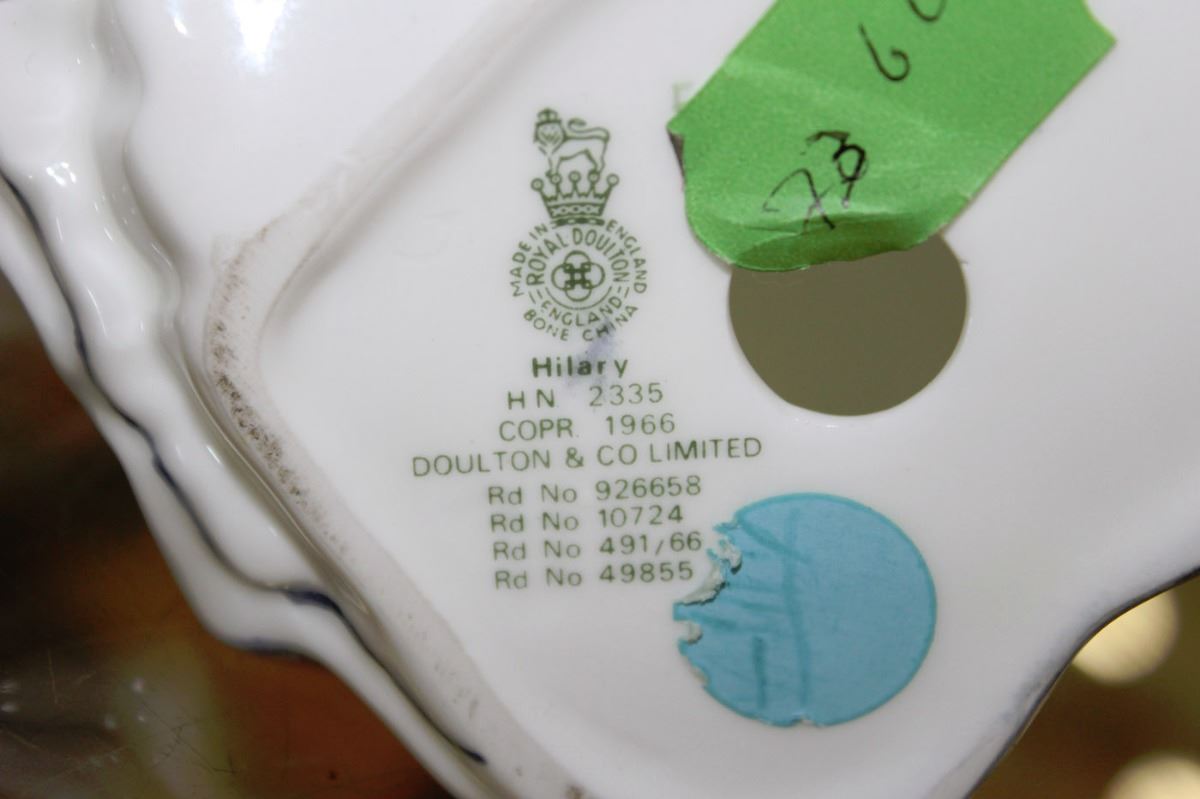 MADE IN ENGLAND
ROYAL DOULTON
ENGLAND
BONE CHINA
Hilary
HN 2335
COPR. 1966
DOULTON & CO LIMITED
Rd No 926658
Rd No 10724
Rd No 491/66
Rd No 49855
73